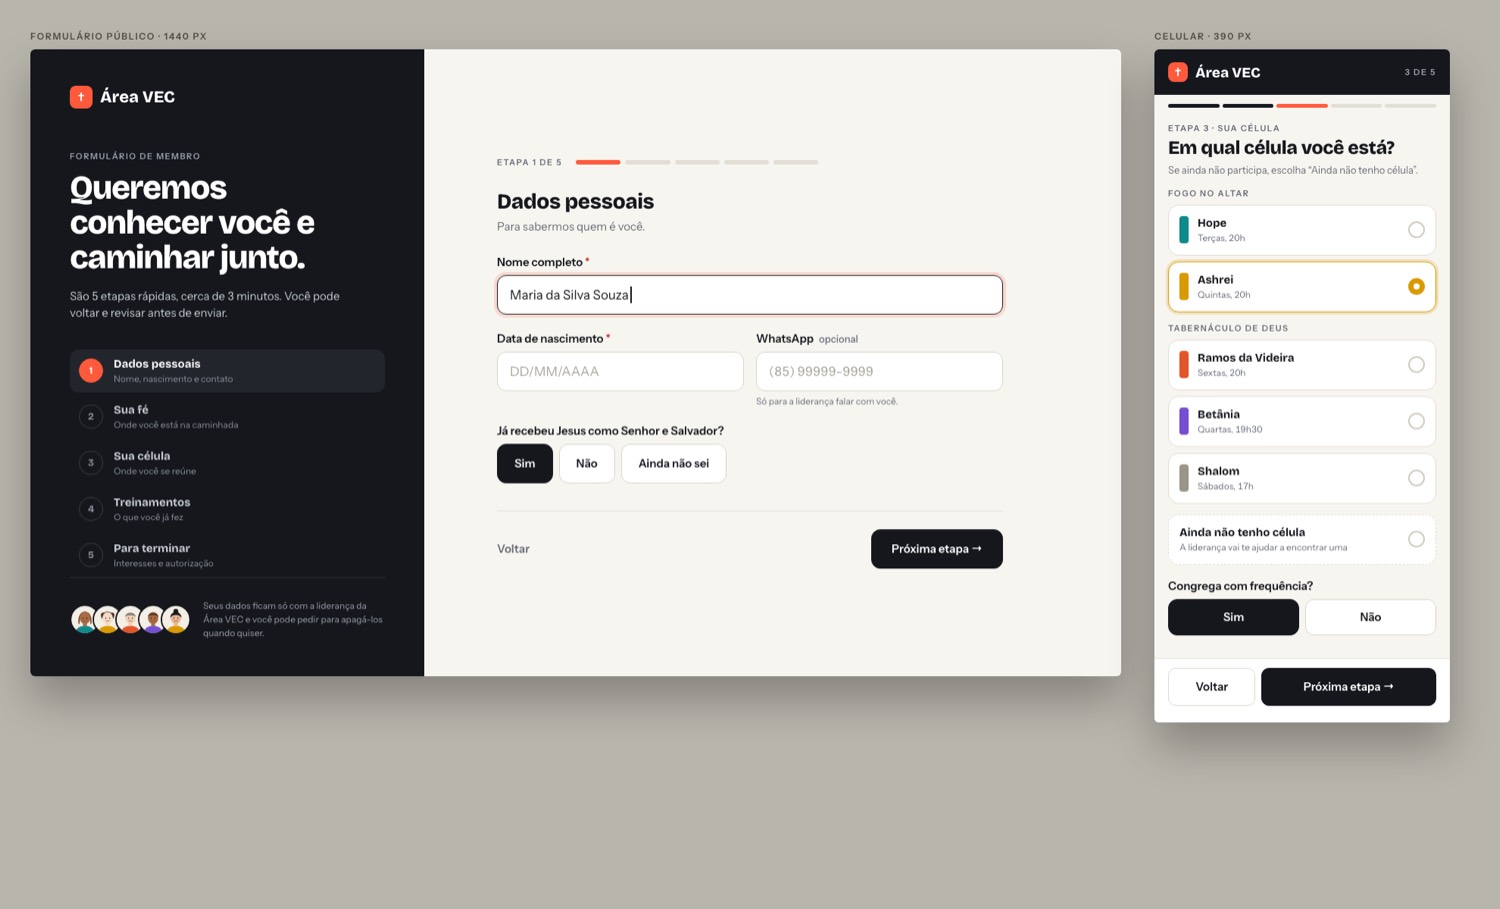 FORMULÁRIO PÚBLICO · 1440 PX
Área VEC
FORMULÁRIO DE MEMBRO
Queremos
conhecer você e
caminhar junto.
São 5 etapas rápidas, cerca de 3 minutos. Você pode
voltar e revisar antes de enviar.
1
Dados pessoais
Nome, nascimento e contato
2
Sua fé
Onde você está na caminhada
3
Sua célula
Onde você se reúne
4
Treinamentos
O que você já fez
5
Para terminar
Interesses e autorização
Seus dados ficam só com a liderança da
Área VEC e você pode pedir para apagá-los
quando quiser.
ETAPA 1 DE 5
Dados pessoais
Para sabermos quem é você.
Nome completo *
Maria da Silva Souza
Data de nascimento *
WhatsApp opcional
DD/MM/AAAA
(85) 99999-9999
Só para a liderança falar com você.
Já recebeu Jesus como Senhor e Salvador?
Sim
Não
Ainda não sei
Voltar
Próxima etapa →
CELULAR · 390 PX
Área VEC
3 DE 5
ETAPA 3 · SUA CÉLULA
Em qual célula você está?
Se ainda não participa, escolha “Ainda não tenho célula”.
FOGO NO ALTAR
Hope
Terças, 20h
Ashrei
Quintas, 20h
TABERNÁCULO DE DEUS
Ramos da Videira
Sextas, 20h
Betânia
Quartas, 19h30
Shalom
Sábados, 17h
Ainda não tenho célula
A liderança vai te ajudar a encontrar uma
Congrega com frequência?
Sim
Não
Voltar
Próxima etapa →